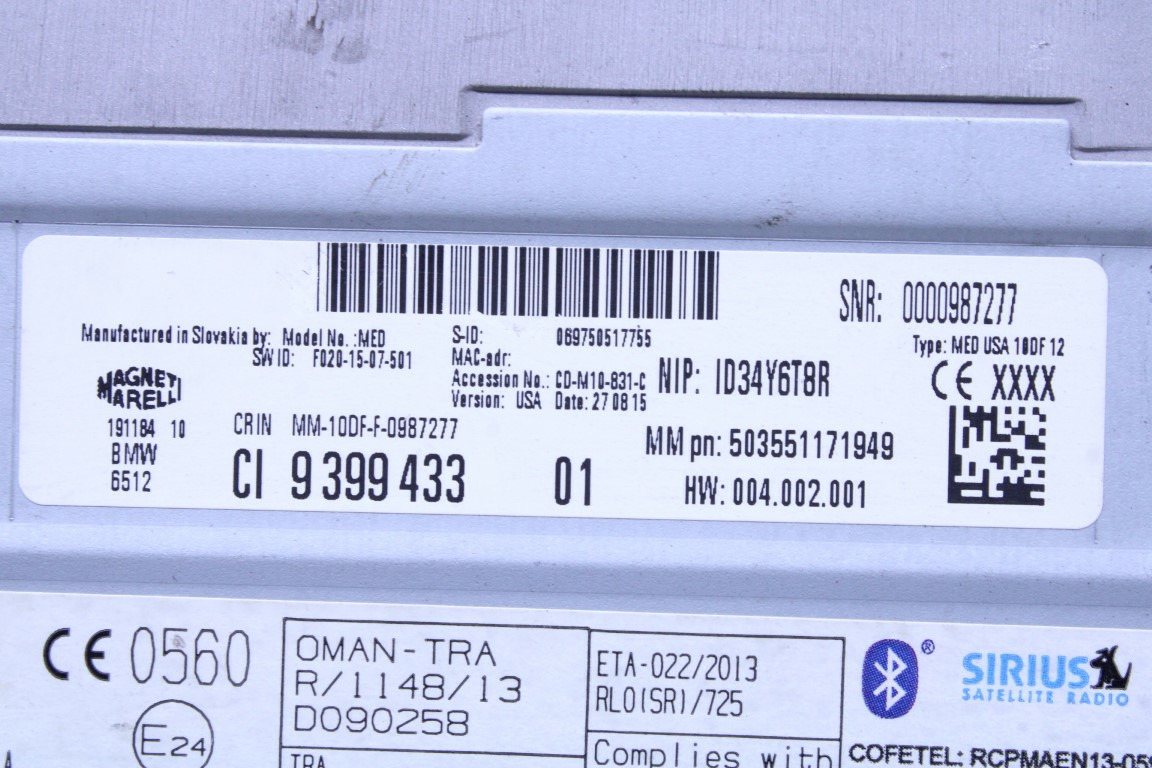 SNR: 0000987277
Manufactured in Slovakia by: Model No.:MED S-ID: 069750517755
Type: MED USA 10DF 12
SW ID: F020-15-07-501 MAC-adr:
NIP: ID34Y6T8R
CE XXXX
Accession No.: CD-M10-831-C
MAGNETI
MARELLI
Version: USA Date: 27 08 15
191184 10 CRIN MM-10DF-F-0987277
MM pn: 503551171949
BMW
6512
CI 9 399 433 01
HW: 004.002.001
CE 0560
OMAN-TRA
R/1148/13
D090258
ETA-022/2013
RLO(SR)/725
®
SIRIUS
SATELLITE RADIO
E24
TRA
Complies with
COFETEL: RCPMAEN13-059